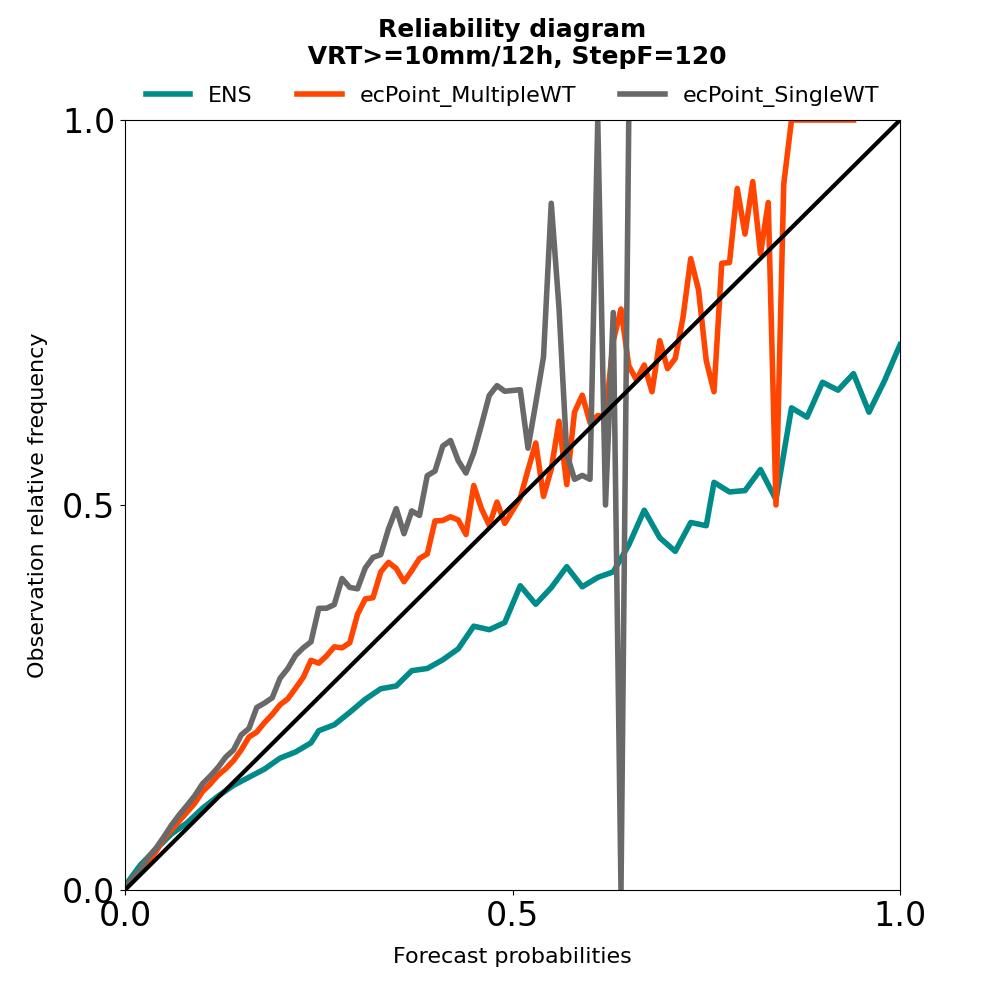 Reliability diagram
VRT>=10mm/12h, StepF=120
ENS ecPoint_MultipleWT ecPoint_SingleWT
1.0
0.5
0.0
0.0 0.5 1.0
Observation relative frequency
Forecast probabilities